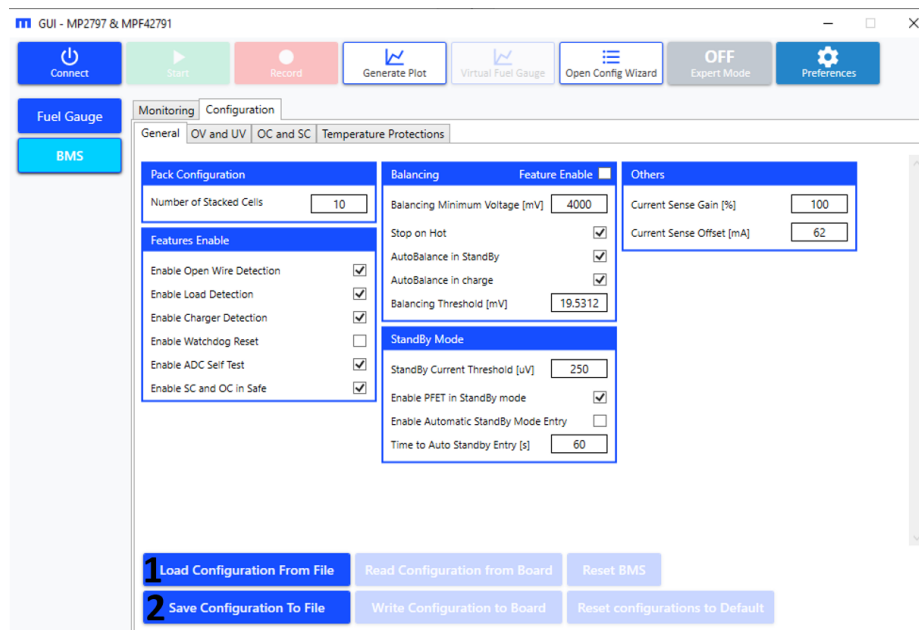 GUI - MP2797 & MPF42791
Connect
Start
Record
Generate Plot
Virtual Fuel Gauge
Open Config Wizard
OFF
Expert Mode
Preferences
Fuel Gauge
BMS
Monitoring Configuration
General OV and UV OC and SC Temperature Protections
Pack Configuration
Number of Stacked Cells 10
Features Enable
Enable Open Wire Detection
Enable Load Detection
Enable Charger Detection
Enable Watchdog Reset
Enable ADC Self Test
Enable SC and OC in Safe
Balancing Feature Enable
Balancing Minimum Voltage [mV] 4000
Stop on Hot
AutoBalance in StandBy
AutoBalance in charge
Balancing Threshold [mV] 19.5312
StandBy Mode
StandBy Current Threshold [uV] 250
Enable PFET in StandBy mode
Enable Automatic StandBy Mode Entry
Time to Auto Standby Entry [s] 60
Others
Current Sense Gain [%] 100
Current Sense Offset [mA] 62
1 Load Configuration From File Read Configuration from Board Reset BMS
2 Save Configuration To File Write Configuration to Board Reset configurations to Default